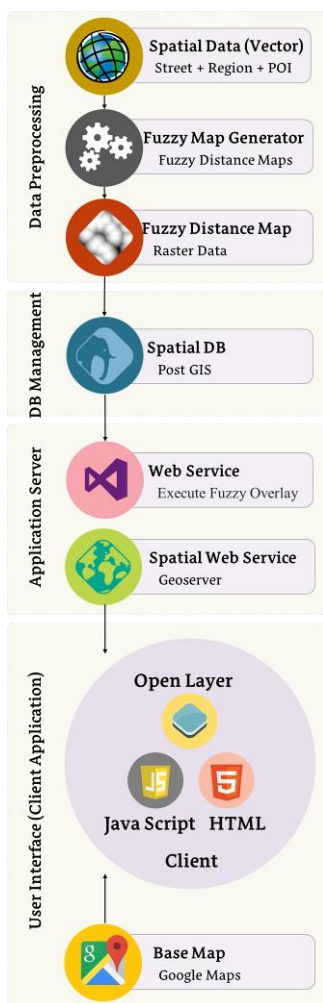 Data Preprocessing
Spatial Data (Vector)
Street + Region + POI
Fuzzy Map Generator
Fuzzy Distance Maps
Fuzzy Distance Map
Raster Data
DB Management
Spatial DB
Post GIS
Application Server
Web Service
Execute Fuzzy Overlay
Spatial Web Service
Geoserver
User Interface (Client Application)
Open Layer
JS
5
Java Script
HTML
Client
g
Base Map
Google Maps